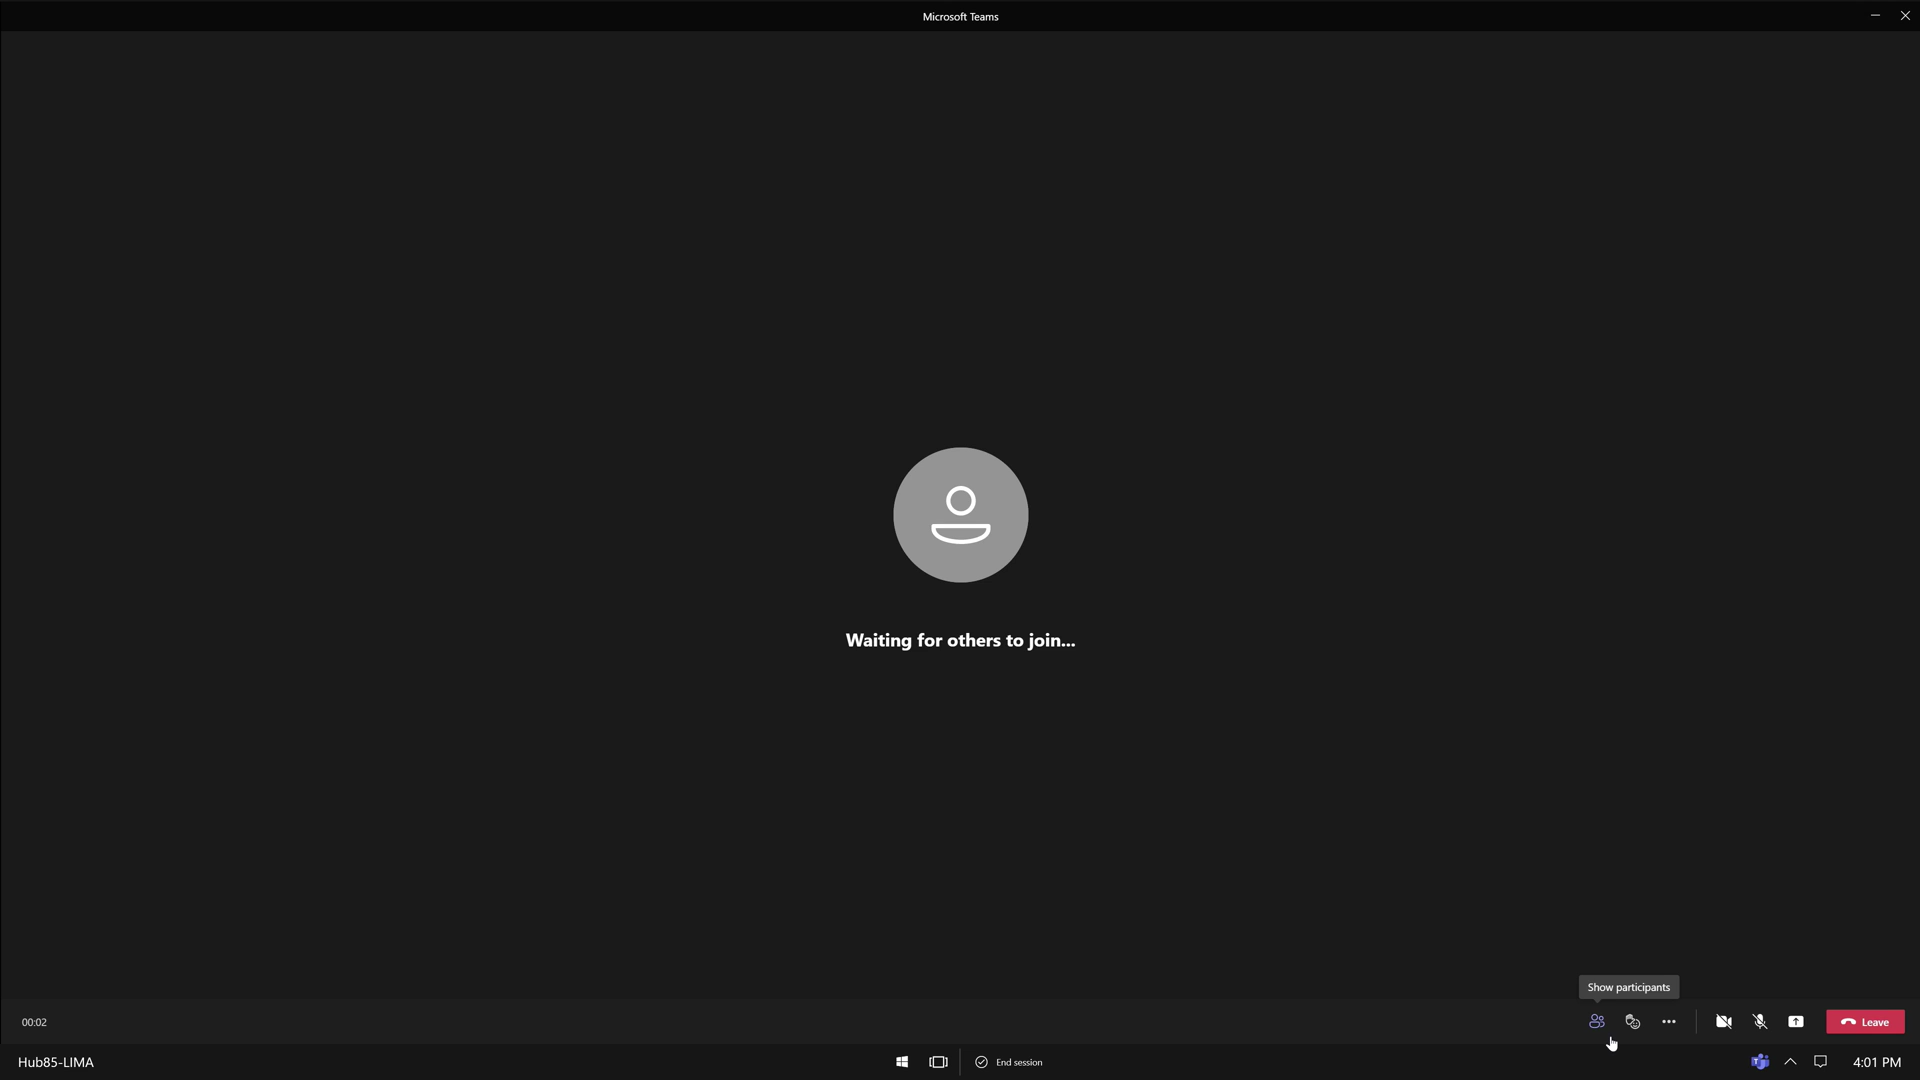 Microsoft Teams
Waiting for others to join...
Show participants
00:02
Leave
Hub85-LIMA
End session
4:01 PM